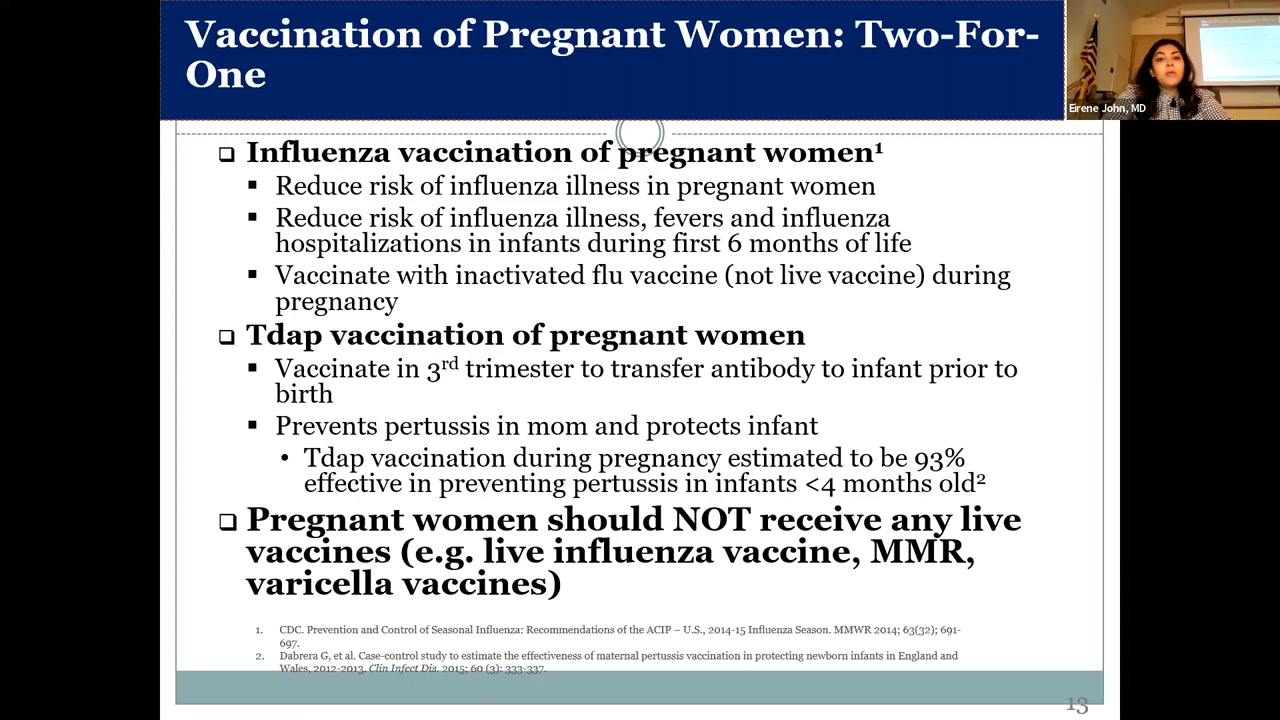 Vaccination of Pregnant Women: Two-For-
One
Eirene John, MD
❑ Influenza vaccination of pregnant women¹
▪ Reduce risk of influenza illness in pregnant women
▪ Reduce risk of influenza illness, fevers and influenza
hospitalizations in infants during first 6 months of life
▪ Vaccinate with inactivated flu vaccine (not live vaccine) during
pregnancy
❑ Tdap vaccination of pregnant women
▪ Vaccinate in 3rd trimester to transfer antibody to infant prior to
birth
▪ Prevents pertussis in mom and protects infant
• Tdap vaccination during pregnancy estimated to be 93%
effective in preventing pertussis in infants <4 months old²
❑ Pregnant women should NOT receive any live
vaccines (e.g. live influenza vaccine, MMR,
varicella vaccines)
1. CDC. Prevention and Control of Seasonal Influenza: Recommendations of the ACIP – U.S., 2014-15 Influenza Season. MMWR 2014; 63(32); 691-
697.
2. Dabrera G, et al. Case-control study to estimate the effectiveness of maternal pertussis vaccination in protecting newborn infants in England and
Wales, 2012-2013. Clin Infect Dis. 2015; 60 (3): 333-337.
13